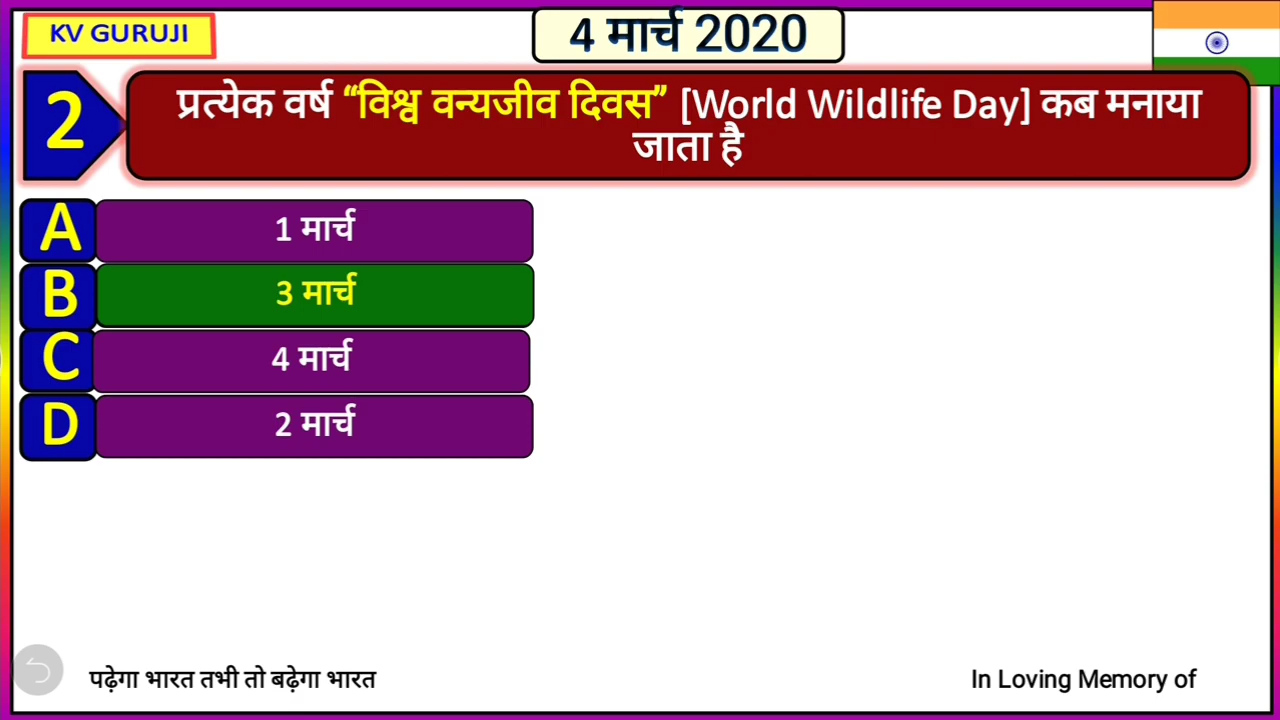 KV GURUJI
4 मार्च 2020
2
प्रत्येक वर्ष “विश्व वन्यजीव दिवस” [World Wildlife Day] कब मनाया
जाता है
A 1 मार्च
B 3 मार्च
C 4 मार्च
D 2 मार्च
पढ़ेगा भारत तभी तो बढ़ेगा भारत
In Loving Memory of